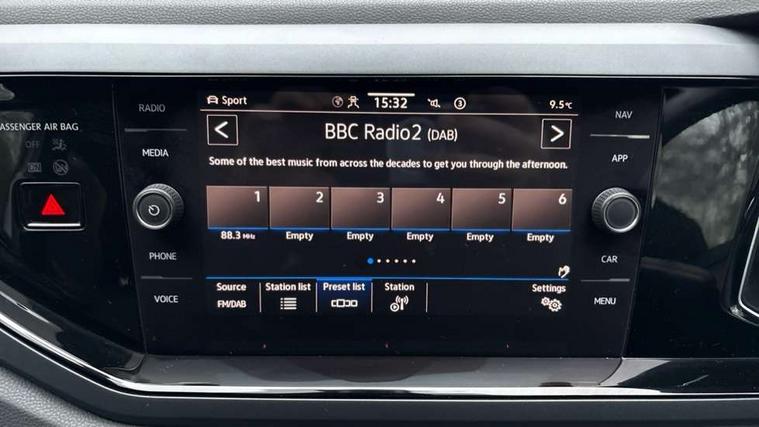 Sport 15:32 3 9.5°C
RADIO
NAV
BBC Radio2 (DAB)
ASSENGER AIR BAG
OFF
MEDIA
APP
Some of the best music from across the decades to get you through the afternoon.
ON
1 2 3 4 5 6
88.3 MHz Empty Empty Empty Empty Empty
PHONE
CAR
Source Station list Preset list Station Settings
VOICE
MENU
FM/DAB